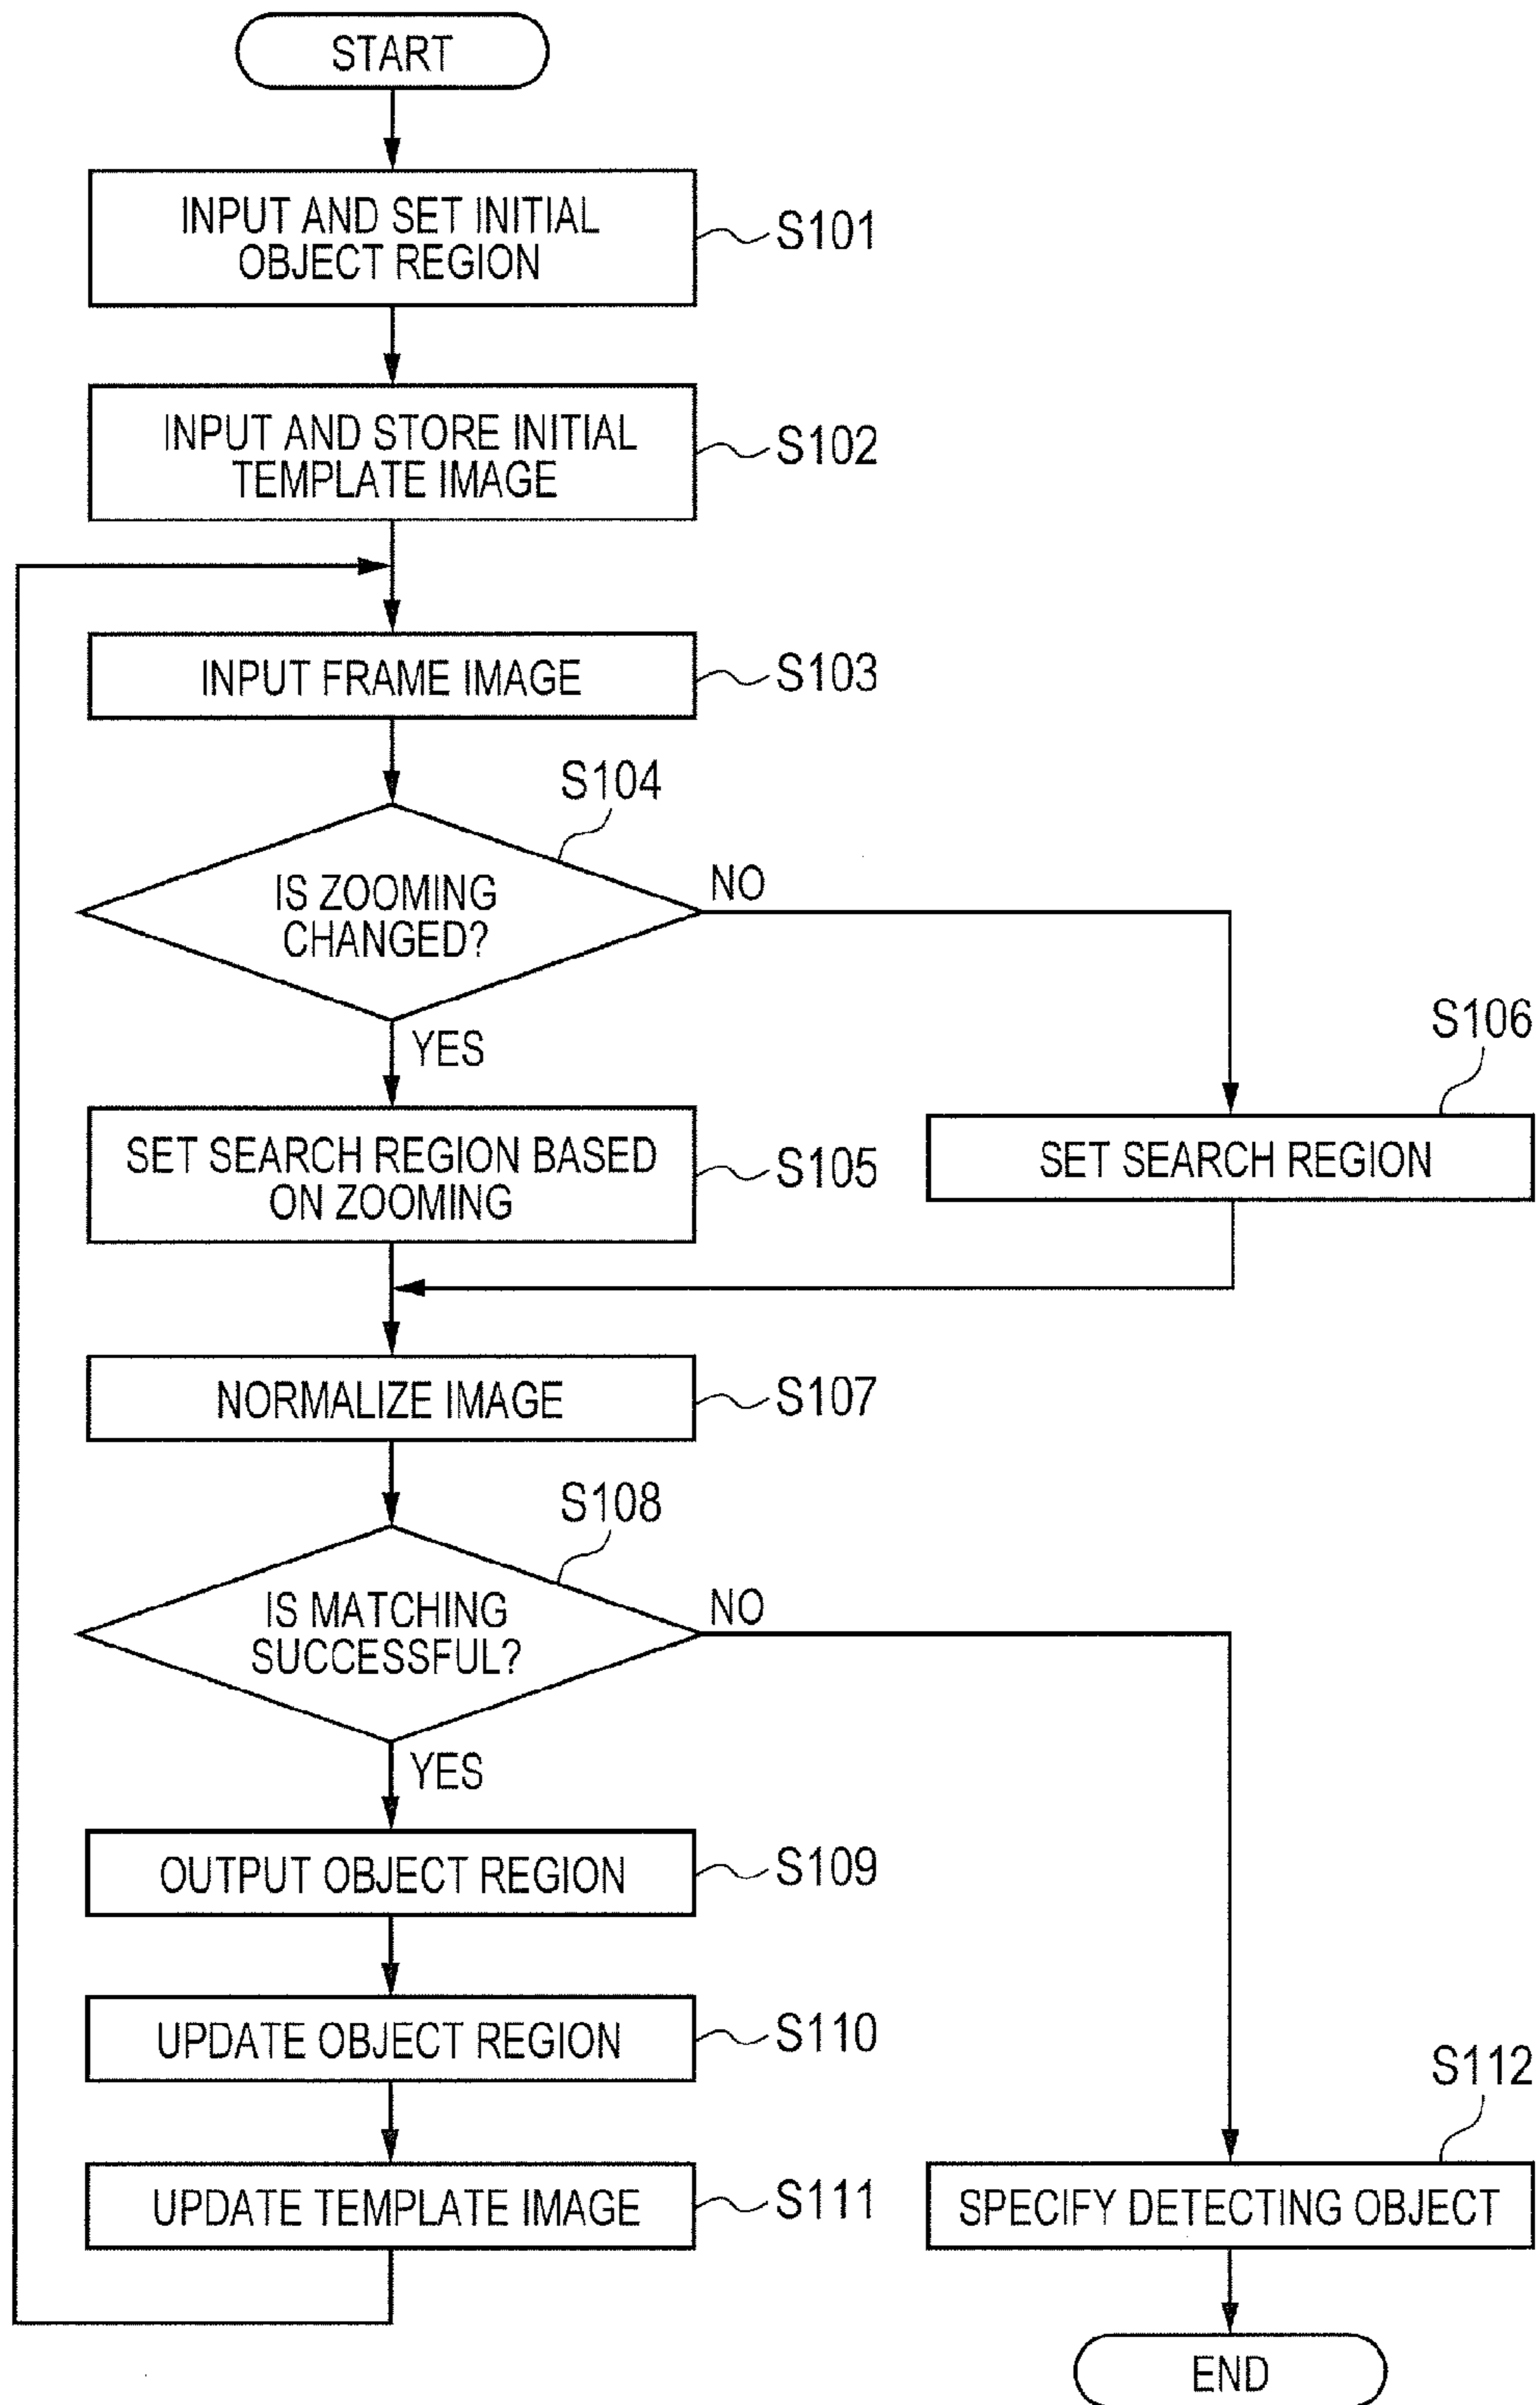 START
INPUT AND SET INITIAL
OBJECT REGION
S101
INPUT AND STORE INITIAL
TEMPLATE IMAGE
S102
INPUT FRAME IMAGE
S103
S104
IS ZOOMING
CHANGED?
NO
YES
S106
SET SEARCH REGION BASED
ON ZOOMING
S105
SET SEARCH REGION
NORMALIZE IMAGE
S107
S108
IS MATCHING
SUCCESSFUL?
NO
YES
OUTPUT OBJECT REGION
S109
UPDATE OBJECT REGION
S110
S112
UPDATE TEMPLATE IMAGE
S111
SPECIFY DETECTING OBJECT
END